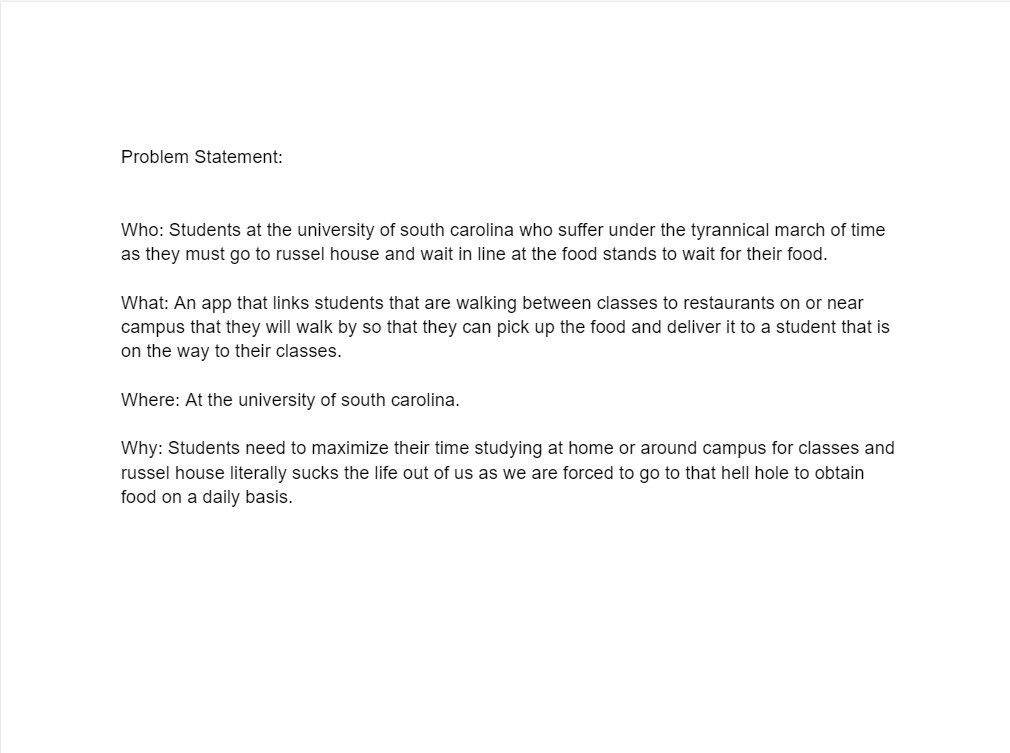 Problem Statement:
Who: Students at the university of south carolina who suffer under the tyrannical march of time
as they must go to russel house and wait in line at the food stands to wait for their food.
What: An app that links students that are walking between classes to restaurants on or near
campus that they will walk by so that they can pick up the food and deliver it to a student that is
on the way to their classes.
Where: At the university of south carolina.
Why: Students need to maximize their time studying at home or around campus for classes and
russel house literally sucks the life out of us as we are forced to go to that hell hole to obtain
food on a daily basis.